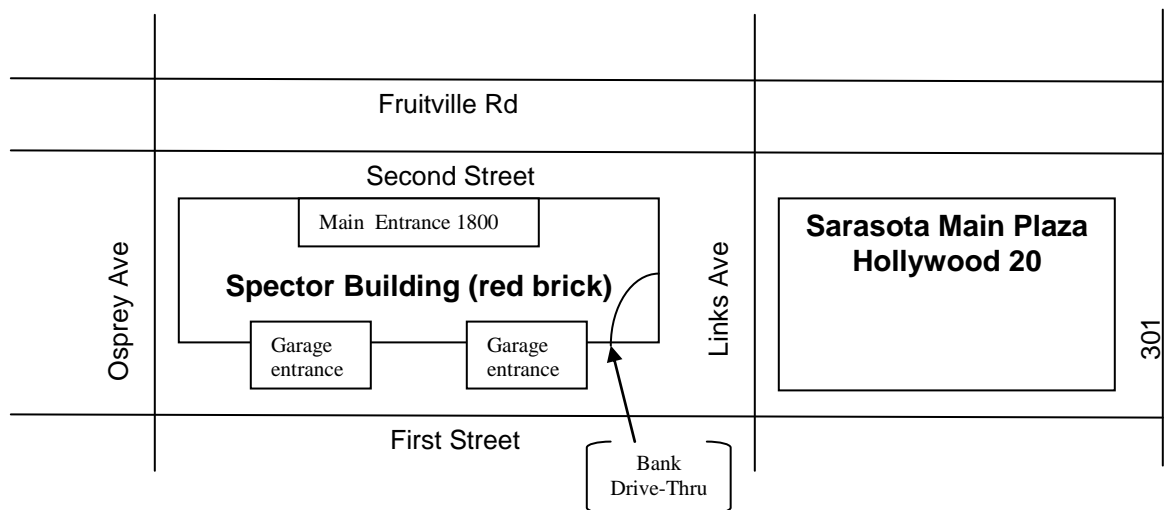 Fruitville Rd
Second Street
Main Entrance 1800
Spector Building (red brick)
Garage
entrance
Garage
entrance
Osprey Ave
Links Ave
Sarasota Main Plaza
Hollywood 20
301
First Street
Bank
Drive-Thru